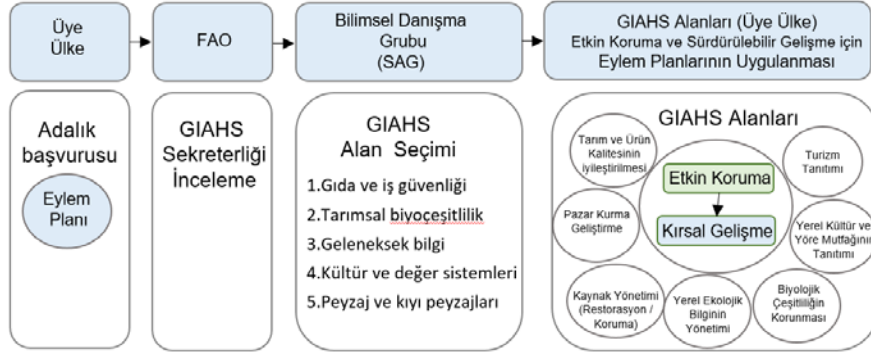 Üye
Ülke
FAO
Bilimsel Danışma
Grubu
(SAG)
GIAHS Alanları (Üye Ülke)
Etkin Koruma ve Sürdürülebilir Gelişme için
Eylem Planlarının Uygulanması
Adalık
başvurusu
Eylem
Planı
GIAHS
Sekreterliği
İnceleme
GIAHS
Alan Seçimi
1.Gıda ve iş güvenliği
2.Tarımsal biyoçeşitlilik
3.Geleneksek bilgi
4.Kültür ve değer sistemleri
5.Peyzaj ve kıyı peyzajları
GIAHS Alanları
Tarım ve Ürün
Kalitesinin
iyileştirilmesi
Etkin Koruma
Kırsal Gelişme
Turizm
Tanıtımı
Pazar Kurma
Geliştirme
Yerel Kültür ve
Yöre Mutfağının
Tanıtımı
Kaynak Yönetimi
(Restorasyon /
Koruma)
Yerel Ekolojik
Bilginin
Yönetimi
Biyolojik
Çeşitliliğin
Korunması